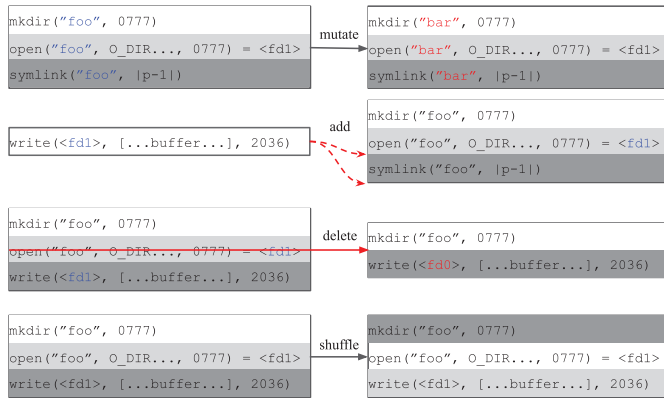 mkdir(”foo”, 0777)
open(”foo”, O_DIR..., 0777) = <fd1>
symlink(”foo”, |p-1|)
mutate
mkdir(”bar”, 0777)
open(”bar”, O_DIR..., 0777) = <fd1>
symlink(”bar”, |p-1|)
write(<fd1>, [...buffer...], 2036)
add
mkdir(”foo”, 0777)
open(”foo”, O_DIR..., 0777) = <fd1>
symlink(”foo”, |p-1|)
mkdir(”foo”, 0777)
open(”foo”, O_DIR..., 0777) = <fd1>
write(<fd1>, [...buffer...], 2036)
delete
mkdir(”foo”, 0777)
write(<fd0>, [...buffer...], 2036)
mkdir(”foo”, 0777)
open(”foo”, O_DIR..., 0777) = <fd1>
write(<fd1>, [...buffer...], 2036)
shuffle
mkdir(”foo”, 0777)
open(”foo”, O_DIR..., 0777) = <fd1>
write(<fd1>, [...buffer...], 2036)